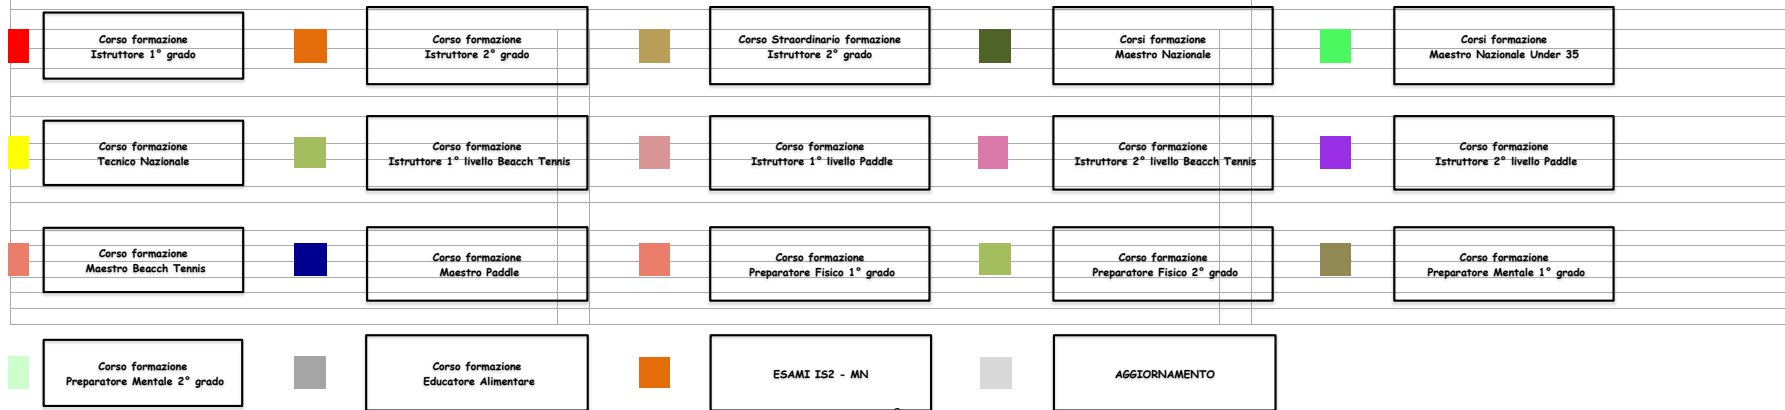 Corso formazione
Istruttore 1° grado
Corso formazione
Istruttore 2° grado
Corso Straordinario formazione
Istruttore 2° grado
Corsi formazione
Maestro Nazionale
Corsi formazione
Maestro Nazionale Under 35
Corso formazione
Tecnico Nazionale
Corso formazione
Istruttore 1° livello Beacch Tennis
Corso formazione
Istruttore 1° livello Paddle
Corso formazione
Istruttore 2° livello Beacch Tennis
Corso formazione
Istruttore 2° livello Paddle
Corso formazione
Maestro Beacch Tennis
Corso formazione
Maestro Paddle
Corso formazione
Preparatore Fisico 1° grado
Corso formazione
Preparatore Fisico 2° grado
Corso formazione
Preparatore Mentale 1° grado
Corso formazione
Preparatore Mentale 2° grado
Corso formazione
Educatore Alimentare
ESAMI IS2 - MN
AGGIORNAMENTO